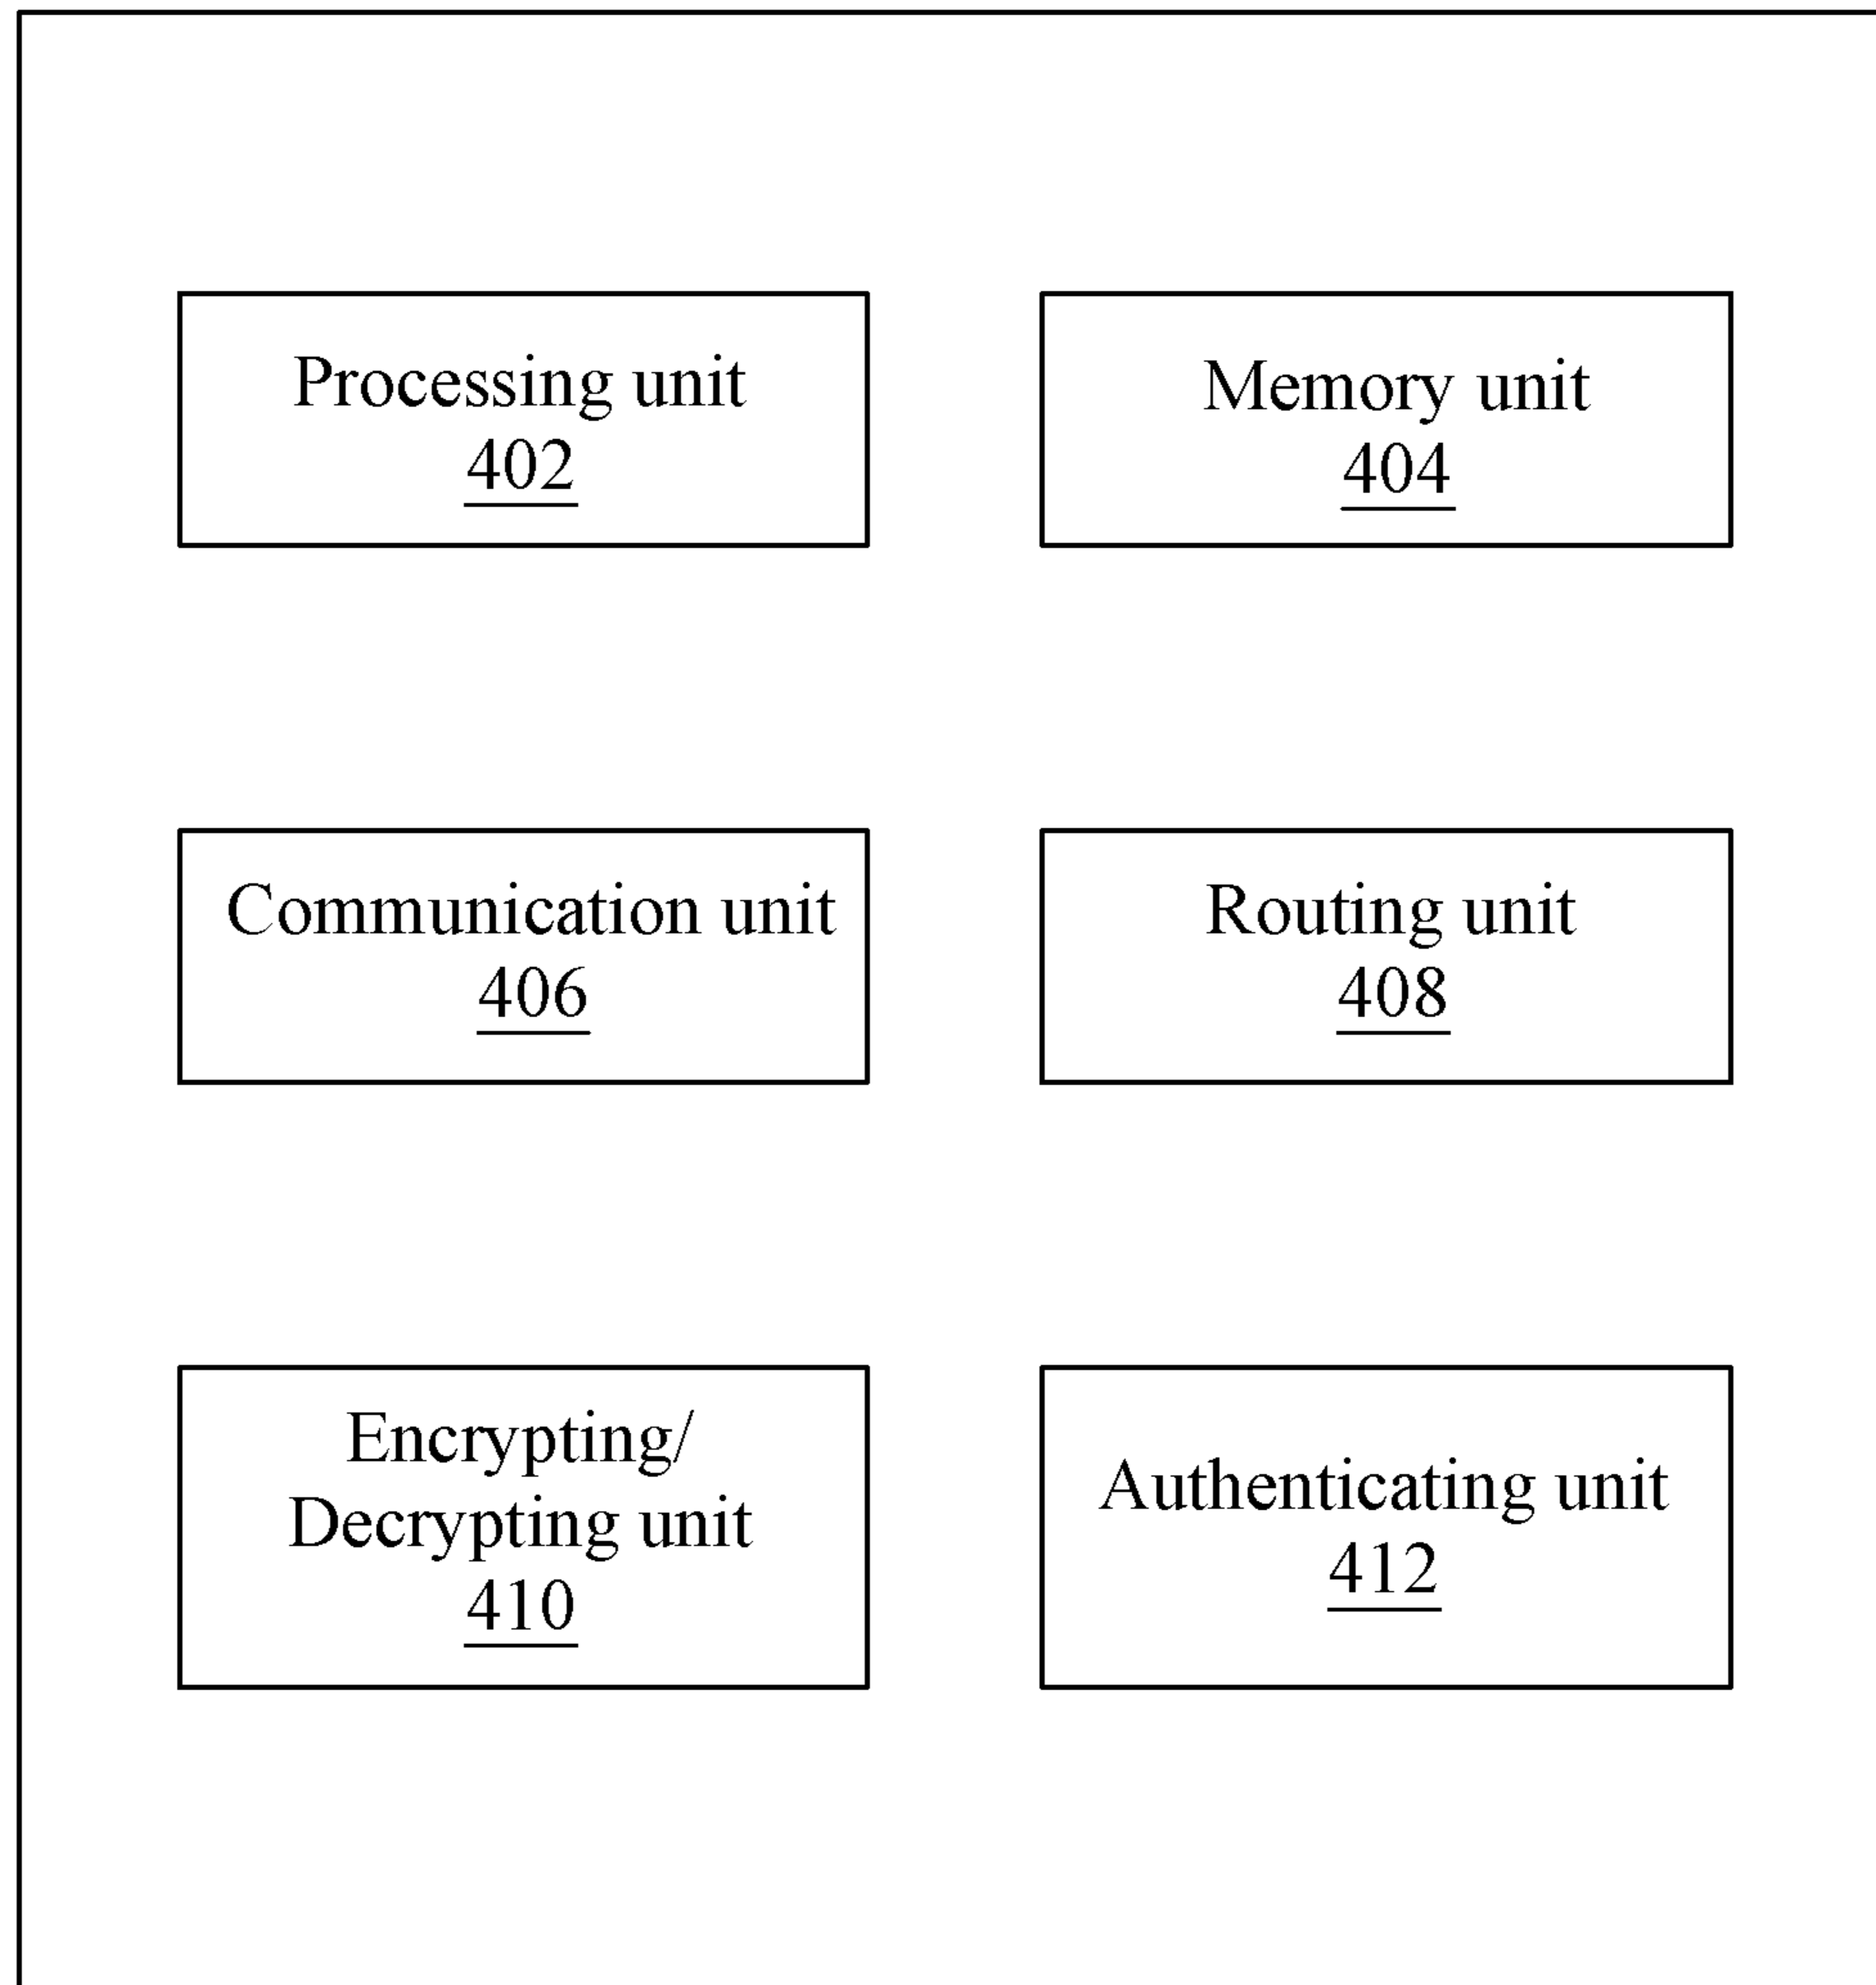 Processing unit
402
Memory unit
404
Communication unit
406
Routing unit
408
Encrypting/
Decrypting unit
410
Authenticating unit
412